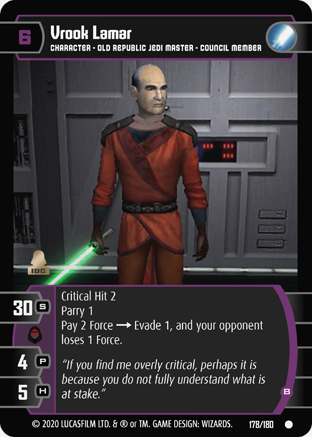 6
Vrook Lamar
CHARACTER - OLD REPUBLIC JEDI MASTER - COUNCIL MEMBER
IDC
30 S
Critical Hit 2
Parry 1
Pay 2 Force → Evade 1, and your opponent
loses 1 Force.
4 P
"If you find me overly critical, perhaps it is
because you do not fully understand what is
at stake."
5 H
B
© 2020 LUCASFILM LTD. & ® or TM. GAME DESIGN: WIZARDS.
178/180